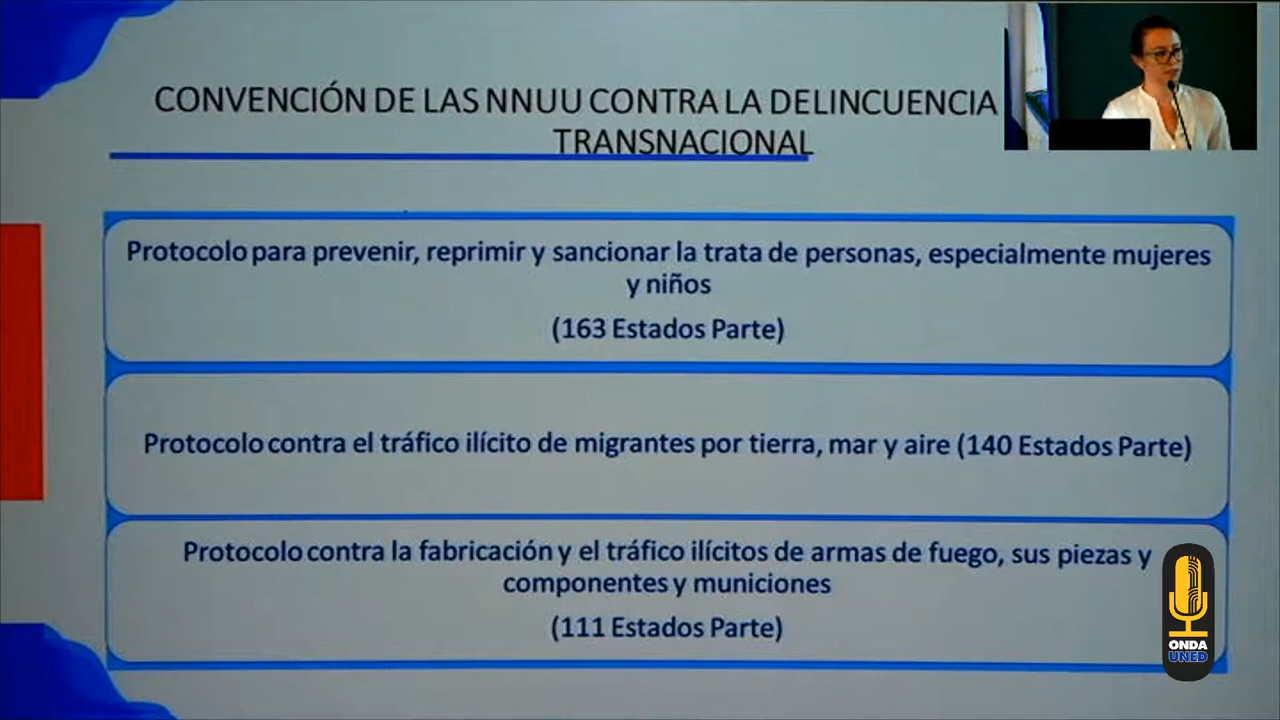 CONVENCIÓN DE LAS NNUU CONTRA LA DELINCUENCIA
TRANSNACIONAL
Protocolo para prevenir, reprimir y sancionar la trata de personas, especialmente mujeres
y niños
(163 Estados Parte)
Protocolo contra el tráfico ilícito de migrantes por tierra, mar y aire (140 Estados Parte)
Protocolo contra la fabricación y el tráfico ilícitos de armas de fuego, sus piezas y
componentes y municiones
(111 Estados Parte)
ONDA
UNED